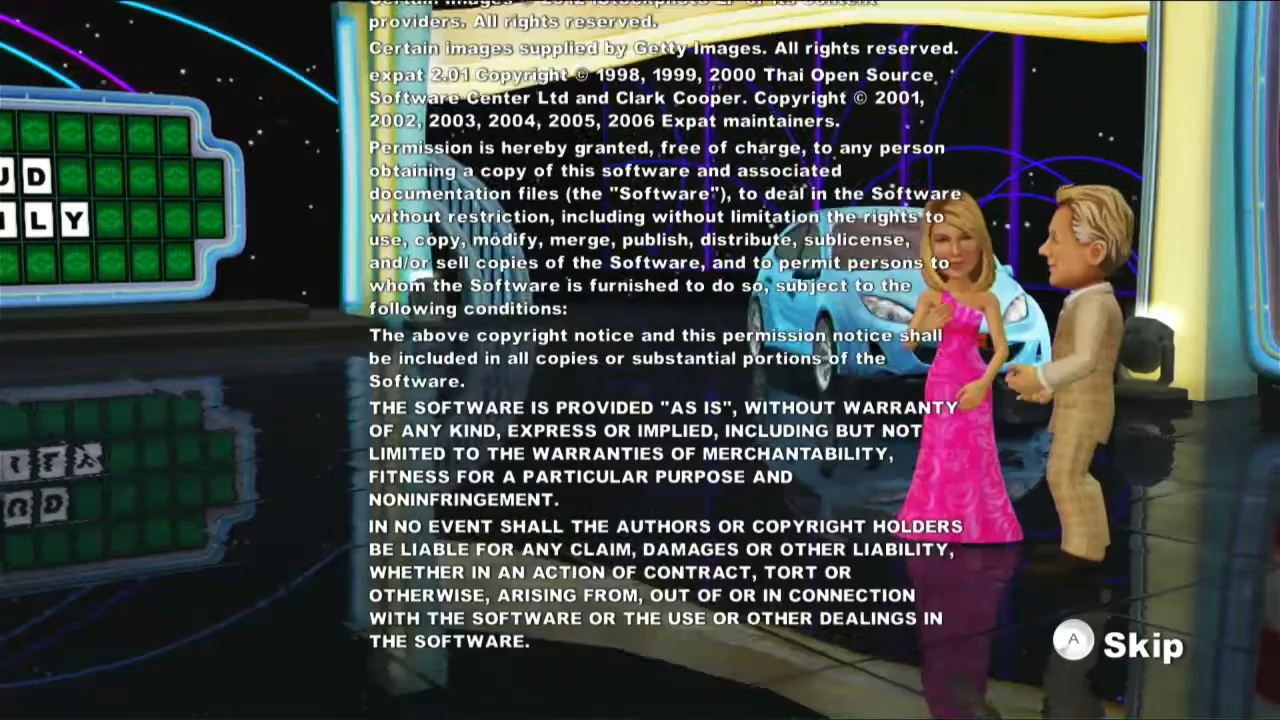 providers. All rights reserved.
Certain images supplied by Getty Images. All rights reserved.
expat 2.01 Copyright © 1998, 1999, 2000 Thai Open Source
Software Center Ltd and Clark Cooper. Copyright © 2001,
2002, 2003, 2004, 2005, 2006 Expat maintainers.
Permission is hereby granted, free of charge, to any person
obtaining a copy of this software and associated
documentation files (the "Software"), to deal in the Software
without restriction, including without limitation the rights to
use, copy, modify, merge, publish, distribute, sublicense,
and/or sell copies of the Software, and to permit persons to
whom the Software is furnished to do so, subject to the
following conditions:
The above copyright notice and this permission notice shall
be included in all copies or substantial portions of the
Software.
THE SOFTWARE IS PROVIDED "AS IS", WITHOUT WARRANTY
OF ANY KIND, EXPRESS OR IMPLIED, INCLUDING BUT NOT
LIMITED TO THE WARRANTIES OF MERCHANTABILITY,
FITNESS FOR A PARTICULAR PURPOSE AND
NONINFRINGEMENT.
IN NO EVENT SHALL THE AUTHORS OR COPYRIGHT HOLDERS
BE LIABLE FOR ANY CLAIM, DAMAGES OR OTHER LIABILITY,
WHETHER IN AN ACTION OF CONTRACT, TORT OR
OTHERWISE, ARISING FROM, OUT OF OR IN CONNECTION
WITH THE SOFTWARE OR THE USE OR OTHER DEALINGS IN
THE SOFTWARE.
UD
ILY
A Skip